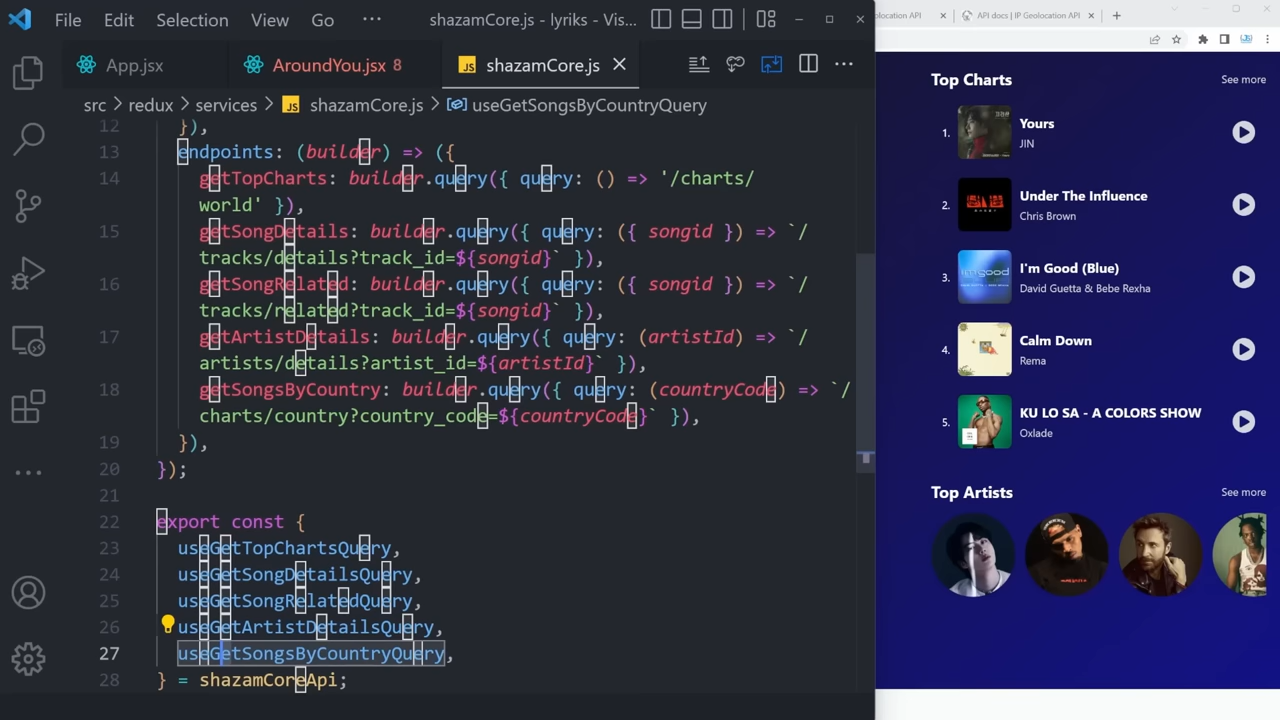 File Edit Selection View Go ··· shazamCore.js - lyriks - Vis...
App.jsx
AroundYou.jsx 8
JS shazamCore.js
src > redux > services > JS shazamCore.js > useGetSongsByCountryQuery
12 }),
13 endpoints: (builder) => ({
14 getTopCharts: builder.query({ query: () => '/charts/
world' }),
15 getSongDetails: builder.query({ query: ({ songid }) => `/
tracks/details?track_id=${songid}` }),
16 getSongRelated: builder.query({ query: ({ songid }) => `/
tracks/related?track_id=${songid}` }),
17 getArtistDetails: builder.query({ query: (artistId) => `/
artists/details?artist_id=${artistId}` }),
18 getSongsByCountry: builder.query({ query: (countryCode) => `/
charts/country?country_code=${countryCode}` }),
19 }),
20 });
21
22 export const {
23 useGetTopChartsQuery,
24 useGetSongDetailsQuery,
25 useGetSongRelatedQuery,
26 useGetArtistDetailsQuery,
27 useGetSongsByCountryQuery,
28 } = shazamCoreApi;
olocation API
API docs | IP Geolocation API
Top Charts See more
1. Yours
JIN
2. Under The Influence
Chris Brown
3. I'm Good (Blue)
David Guetta & Bebe Rexha
4. Calm Down
Rema
5. KU LO SA - A COLORS SHOW
Oxlade
Top Artists See more